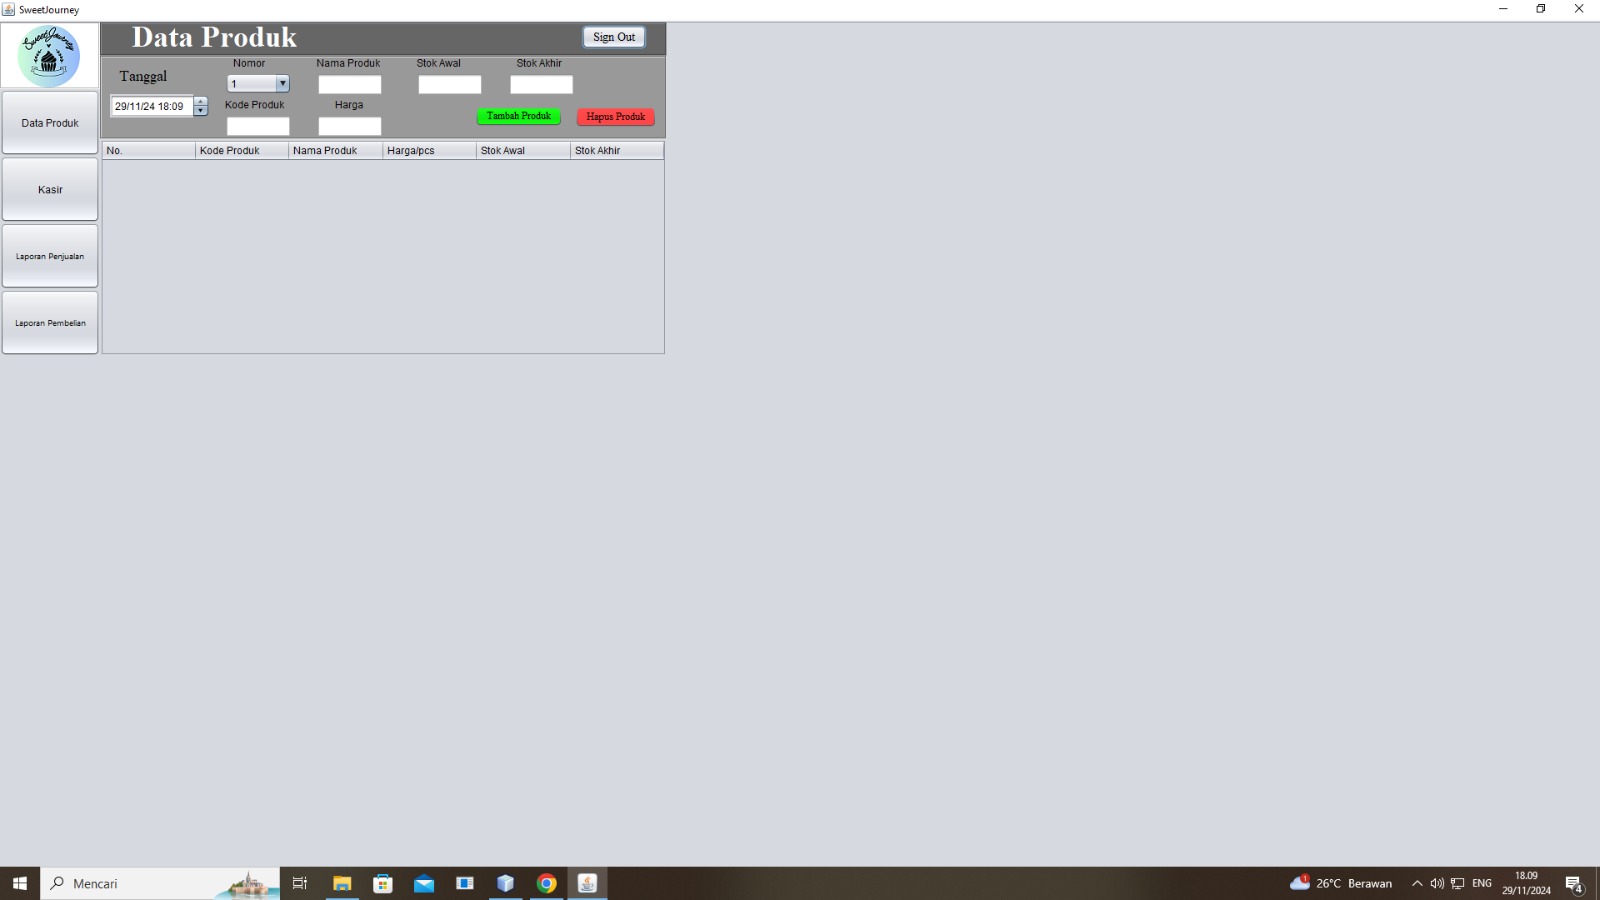 SweetJourney
SweetJourney
Data Produk
Sign Out
Tanggal
29/11/24 18:09
Nomor
1
Kode Produk
Nama Produk
Harga
Stok Awal
Stok Akhir
Tambah Produk
Hapus Produk
Data Produk
Kasir
Laporan Penjualan
Laporan Pembelian
No. Kode Produk Nama Produk Harga/pcs Stok Awal Stok Akhir
Mencari
1
26°C Berawan
ENG
18.09
29/11/2024
4